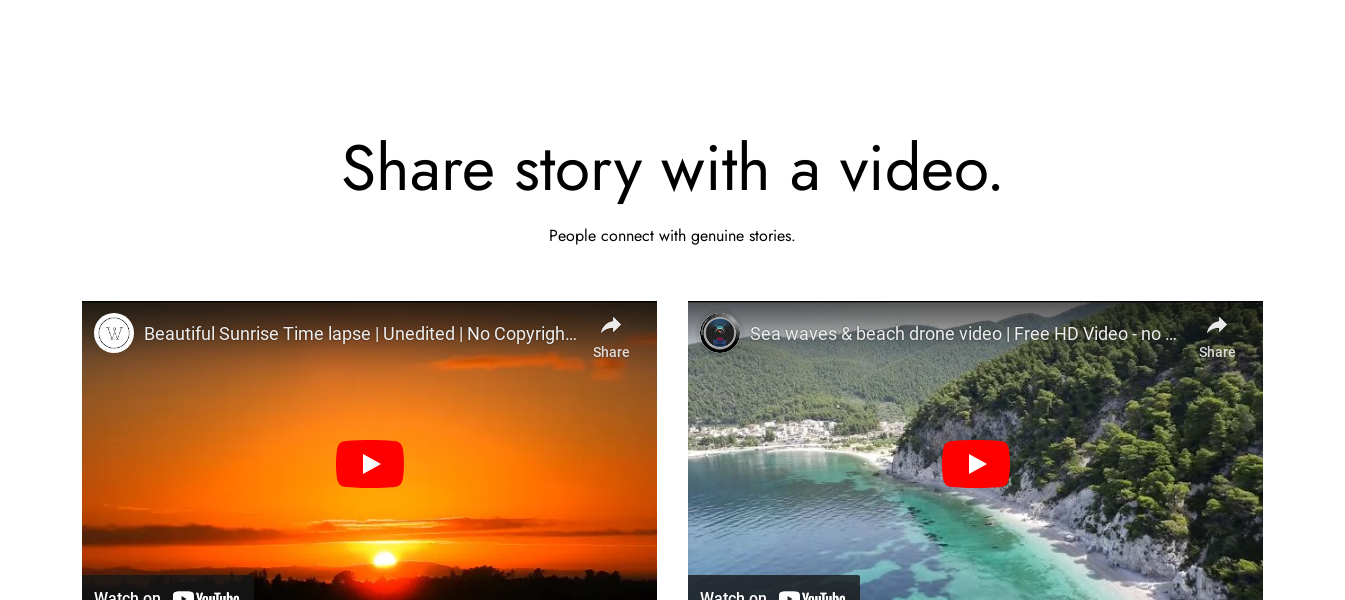 Share story with a video.
People connect with genuine stories.
W
Beautiful Sunrise Time lapse | Unedited | No Copyrigh...
Share
Sea waves & beach drone video | Free HD Video - no ...
Share
Watch on YouTube
Watch on YouTube